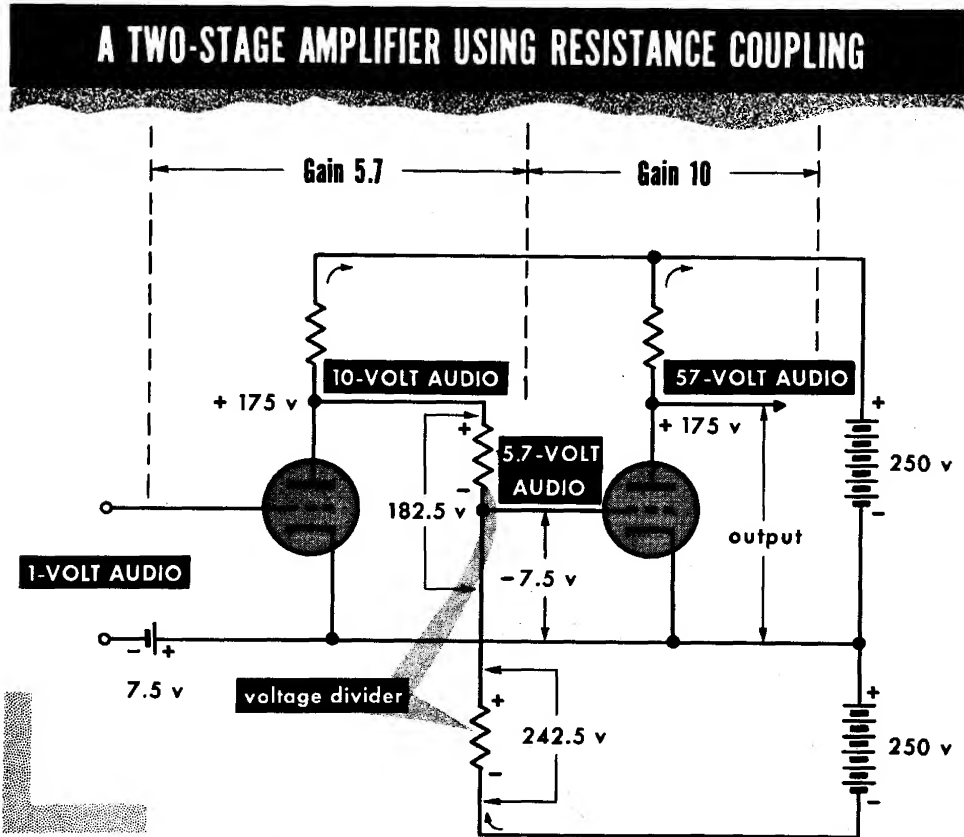 A TWO-STAGE AMPLIFIER USING RESISTANCE COUPLING
Gain 5.7
Gain 10
10-VOLT AUDIO
57-VOLT AUDIO
+ 175 v
+
+ 175 v
+
5.7-VOLT
AUDIO
250 v
-
182.5 v
-
output
1-VOLT AUDIO
- 7.5 v
- +
7.5 v
voltage divider
+
+
242.5 v
250 v
-
-